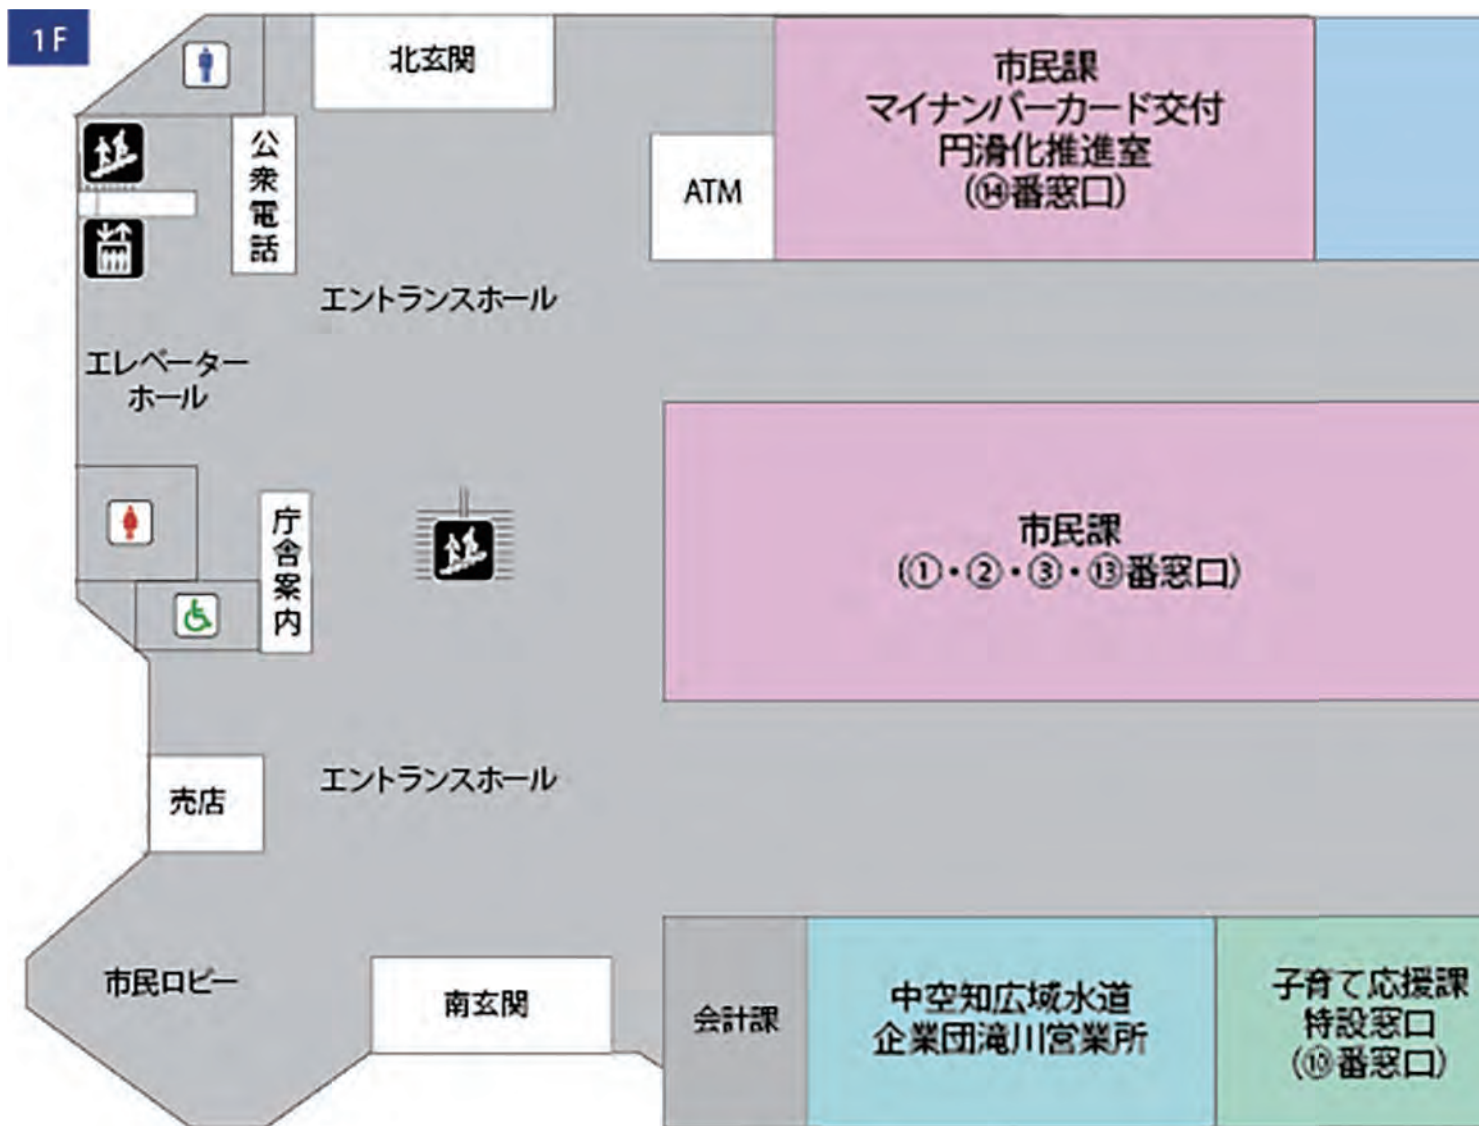 1F
北玄関
市民課
マイナンバーカード交付
円滑化推進室
(⑭番窓口)
公衆電話
ATM
エントランスホール
エレベーター
ホール
庁舎案内
市民課
(①・②・③・⑬番窓口)
売店
エントランスホール
市民ロビー
南玄関
会計課
中空知広域水道
企業団滝川営業所
子育て応援課
特設窓口
(⑩番窓口)